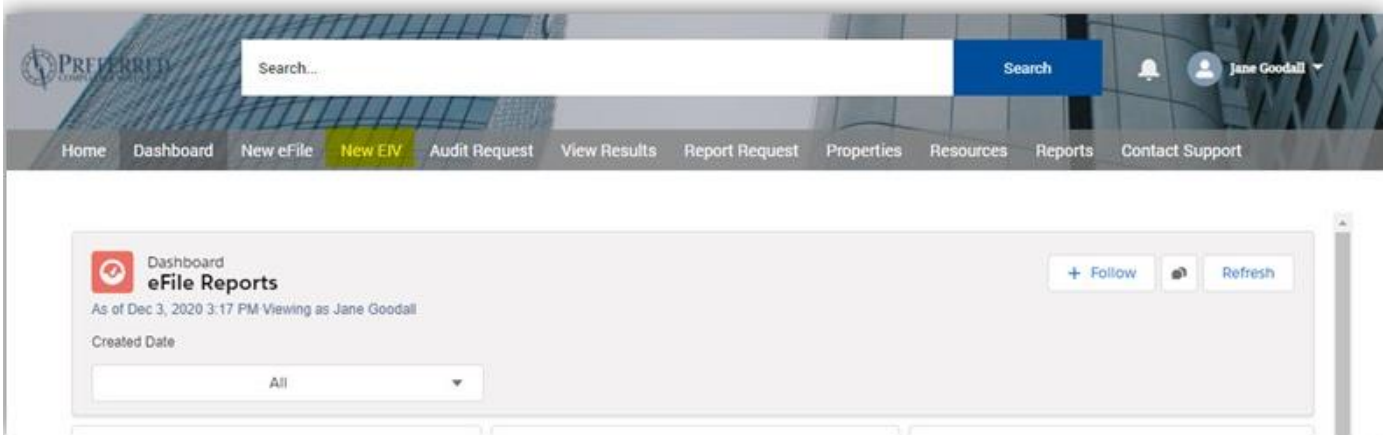 PREFERRED
Search...
Search
Jane Goodall
Home Dashboard New eFile New EIV Audit Request View Results Report Request Properties Resources Reports Contact Support
Dashboard
eFile Reports
+ Follow
Refresh
As of Dec 3, 2020 3:17 PM·Viewing as Jane Goodall
Created Date
All